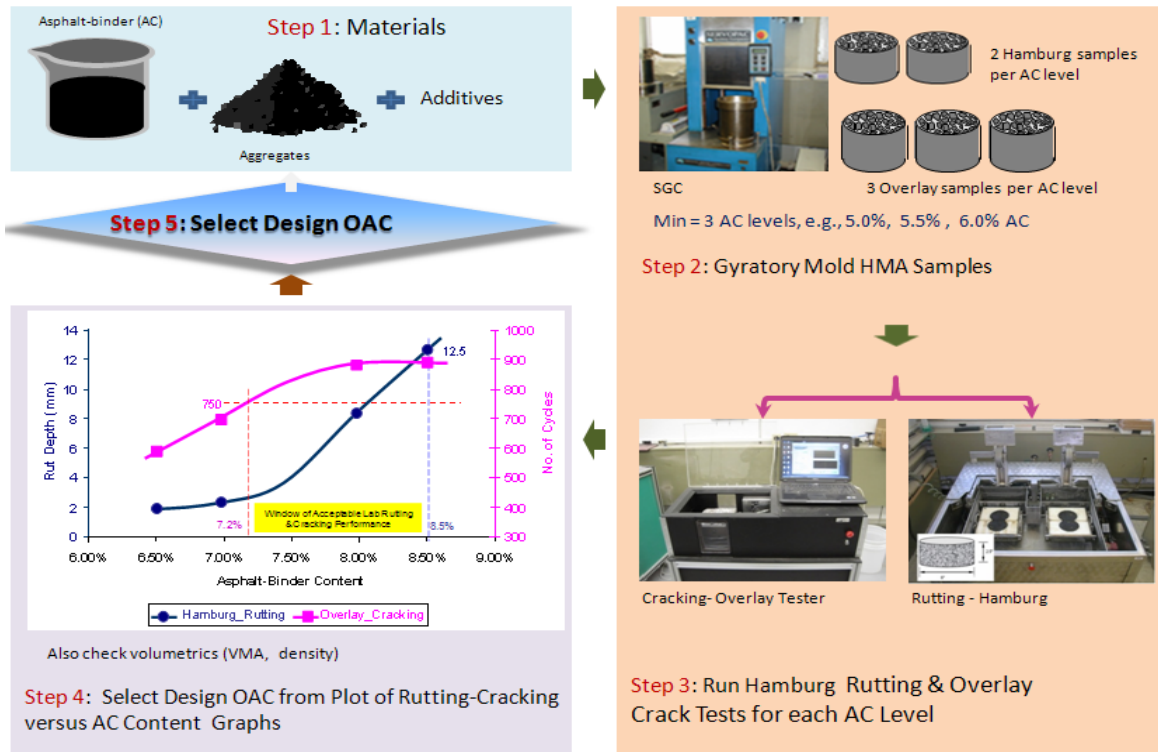 Asphalt-binder (AC)
Step 1: Materials
Additives
Aggregates
SERVOPAC
2 Hamburg samples
per AC level
SGC
3 Overlay samples per AC level
Min = 3 AC levels, e.g., 5.0%, 5.5% , 6.0% AC
Step 2: Gyratory Mold HMA Samples
Cracking- Overlay Tester
Rutting - Hamburg
Step 3: Run Hamburg Rutting & Overlay
Crack Tests for each AC Level
Rut Depth (mm)
14
12
10
8
6
4
2
0
1000
900
800
700
600
500
400
300
No. of Cycles
750
12.5
7.2%
Window of Acceptable Lab Rutting
& Cracking Performance
8.5%
6.00%
6.50%
7.00%
7.50%
8.00%
8.50%
9.00%
Asphalt-Binder Content
Hamburg_Rutting
Overlay_Cracking
Also check volumetrics (VMA, density)
Step 4: Select Design OAC from Plot of Rutting-Cracking
versus AC Content Graphs
Step 5: Select Design OAC